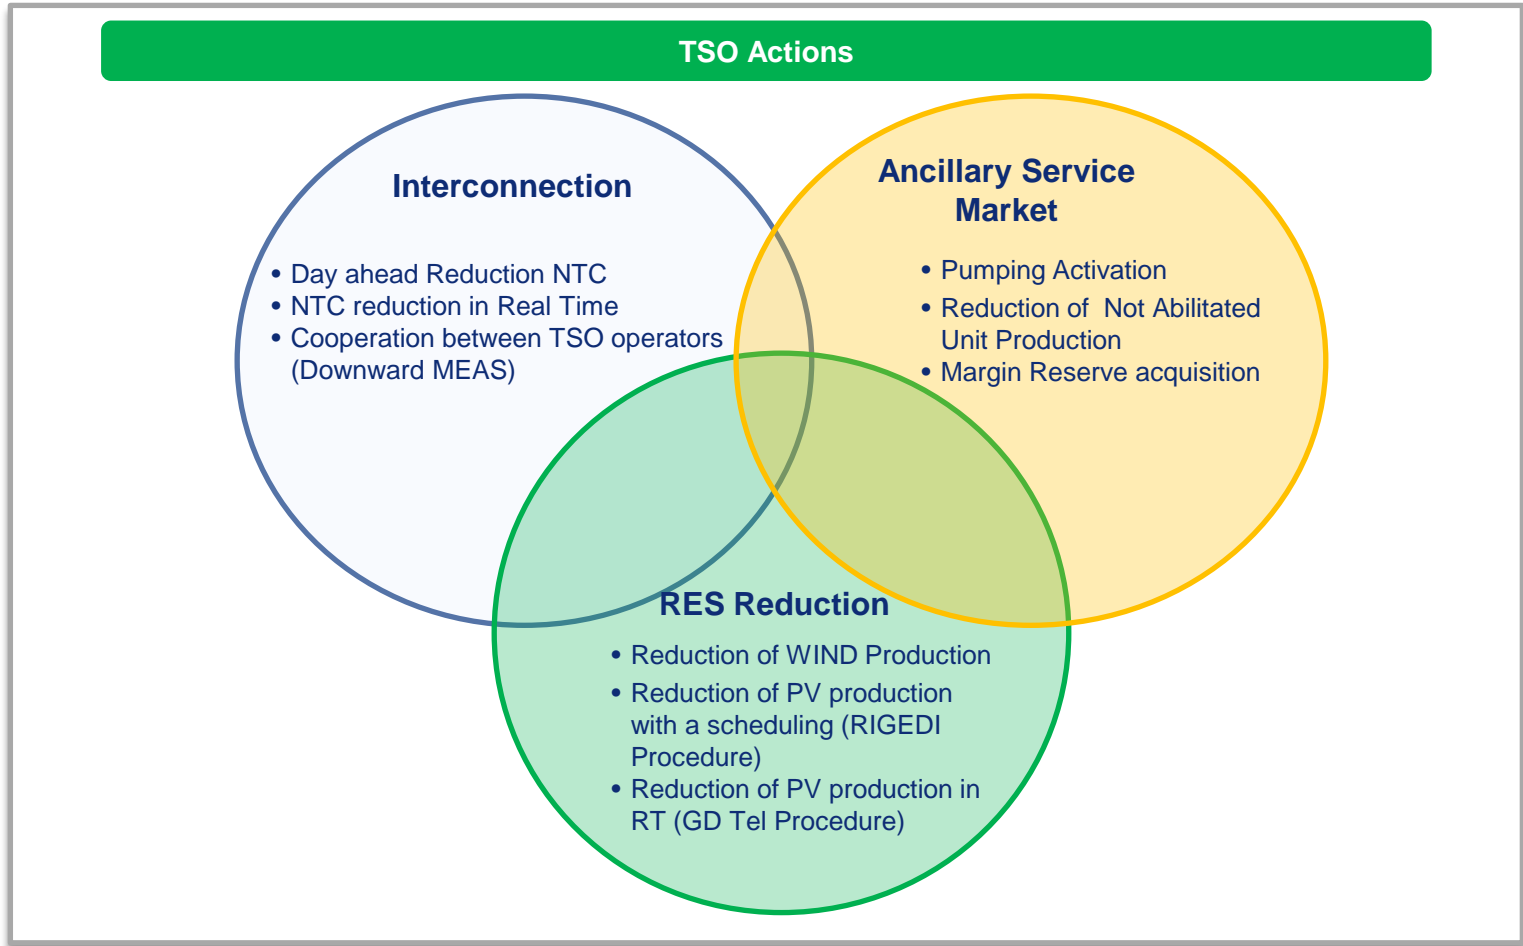 TSO Actions
Interconnection
• Day ahead Reduction NTC
• NTC reduction in Real Time
• Cooperation between TSO operators
(Downward MEAS)
Ancillary Service
Market
• Pumping Activation
• Reduction of  Not Abilitated
Unit Production
• Margin Reserve acquisition
RES Reduction
• Reduction of WIND Production
• Reduction of PV production
with a scheduling (RIGEDI
Procedure)
• Reduction of PV production in
RT (GD Tel Procedure)